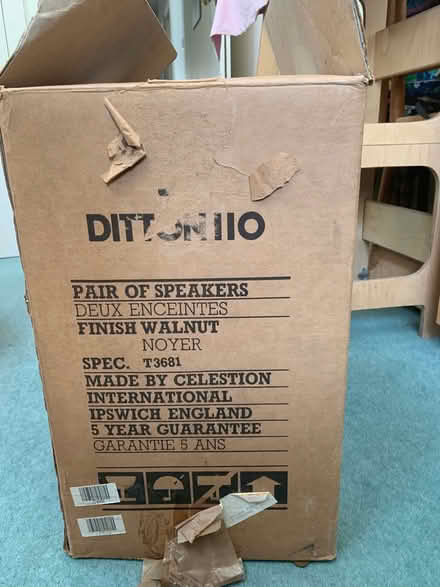 DITTON 110
PAIR OF SPEAKERS
DEUX ENCEINTES
FINISH WALNUT
NOYER
SPEC. T3681
MADE BY CELESTION
INTERNATIONAL
IPSWICH ENGLAND
5 YEAR GUARANTEE
GARANTIE 5 ANS